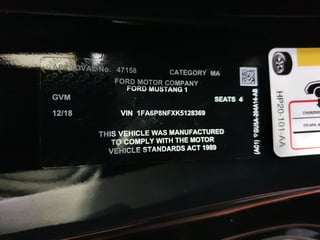 APPROVAL No. 47158 CATEGORY MA
FORD MOTOR COMPANY
FORD MUSTANG 1
GVM SEATS 4
12/18 VIN 1FA6P8NFXK5128369
THIS VEHICLE WAS MANUFACTURED
TO COMPLY WITH THE MOTOR
VEHICLE STANDARDS ACT 1989
(AC1)
HP20-101-AA